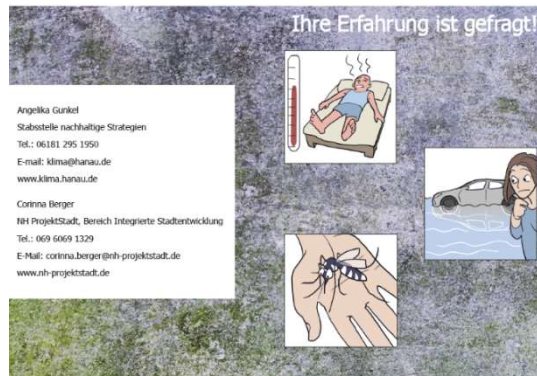 Ihre Erfahrung ist gefragt!
Angelika Gunkel
Stabsstelle nachhaltige Strategien
Tel.: 06181 295 1950
E-mail: klima@hanau.de
www.klima.hanau.de
Corinna Berger
NH ProjektStadt, Bereich Integrierte Stadtentwicklung
Tel.: 069 6069 1329
E-Mail: corinna.berger@nh-projektstadt.de
www.nh-projektstadt.de